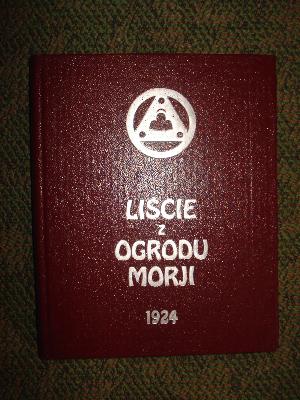 LIŚCIE
z
OGRODU
MORJI
1924